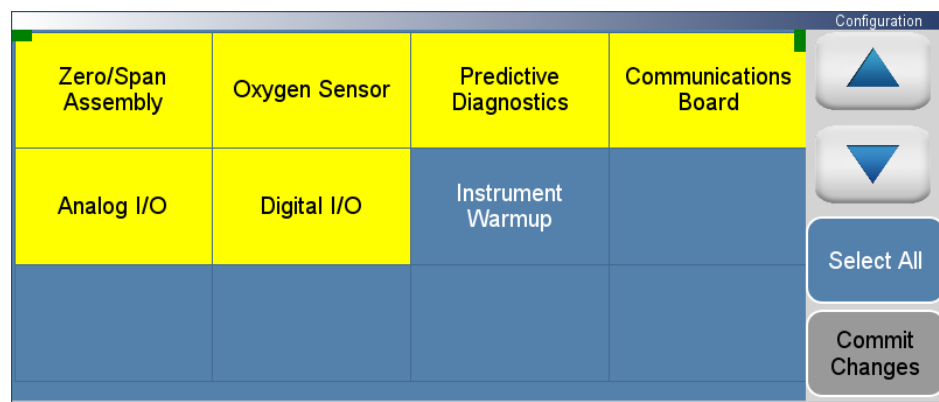 Configuration
Zero/Span
Assembly
Oxygen Sensor
Predictive
Diagnostics
Communications
Board
Analog I/O
Digital I/O
Instrument
Warmup
Select All
Commit
Changes